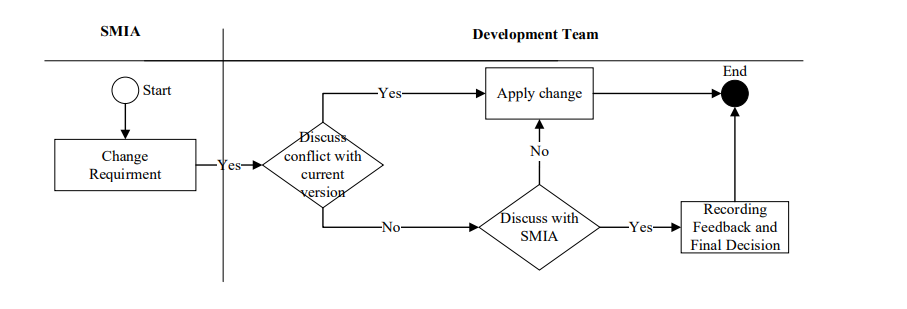 SMIA
Development Team
Start
End
Change
Requirment
Yes
Discuss
conflict with
current
version
Yes
Apply change
No
No
Discuss with
SMIA
Yes
Recording
Feedback and
Final Decision